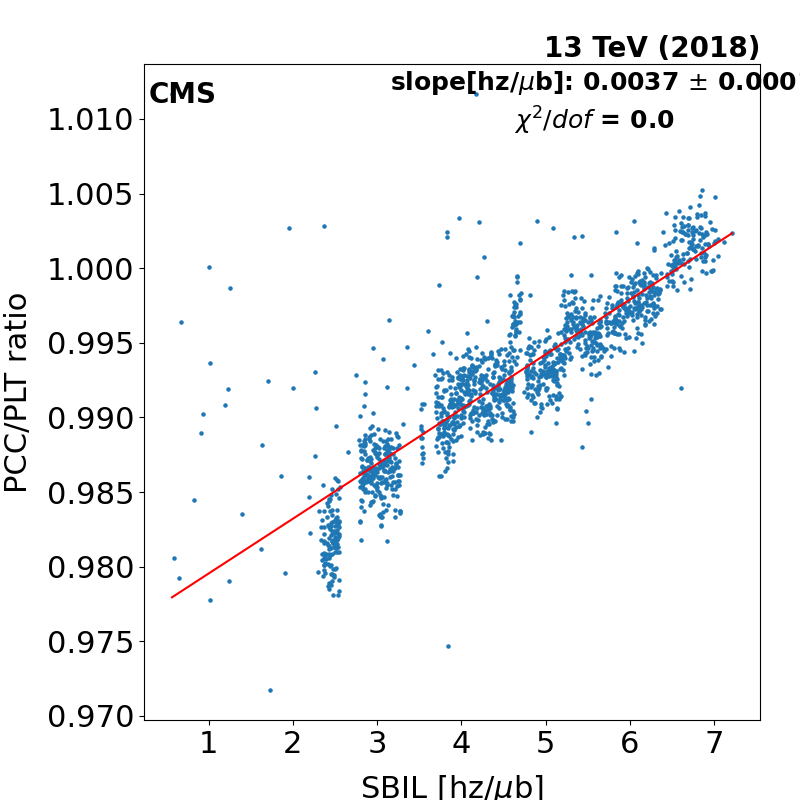 13 TeV (2018)
CMS
slope[hz/μb]: 0.0037 ± 0.000
χ²/dof = 0.0
1.010
1.005
1.000
0.995
0.990
0.985
0.980
0.975
0.970
PCC/PLT ratio
1 2 3 4 5 6 7
SBIL [hz/μb]